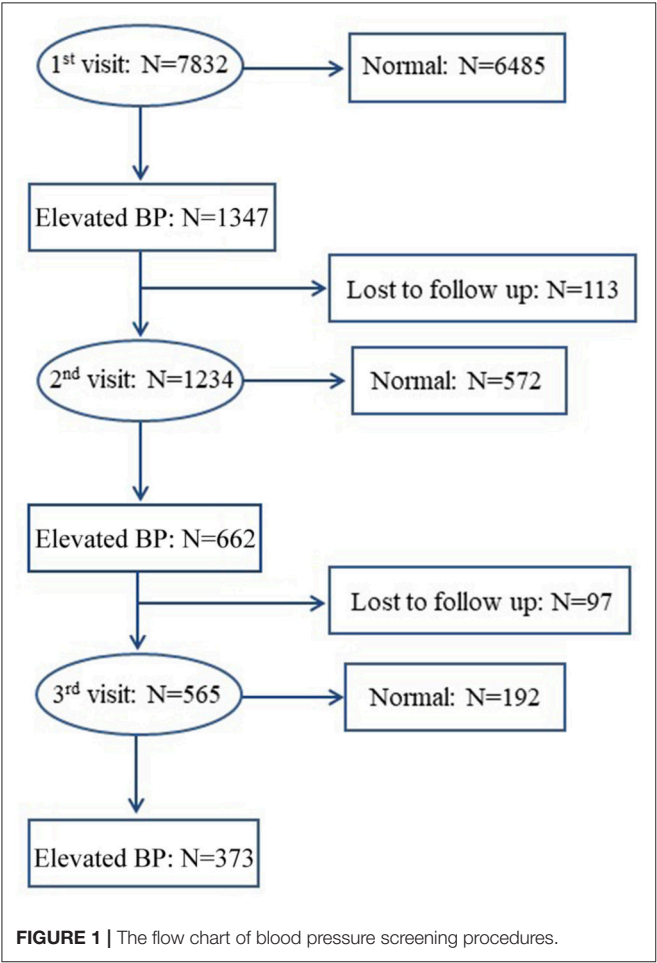 1st visit: N=7832
Normal: N=6485
Elevated BP: N=1347
Lost to follow up: N=113
2nd visit: N=1234
Normal: N=572
Elevated BP: N=662
Lost to follow up: N=97
3rd visit: N=565
Normal: N=192
Elevated BP: N=373
FIGURE 1 | The flow chart of blood pressure screening procedures.